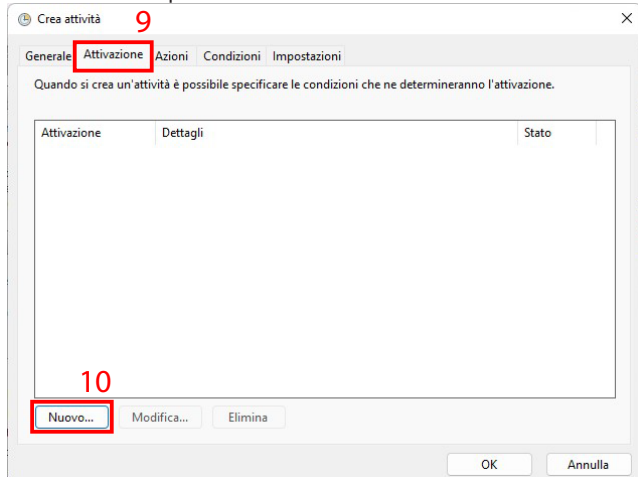 Crea attività
9
Generale Attivazione Azioni Condizioni Impostazioni
Quando si crea un'attività è possibile specificare le condizioni che ne determineranno l'attivazione.
Attivazione Dettagli Stato
10
Nuovo... Modifica... Elimina
OK Annulla